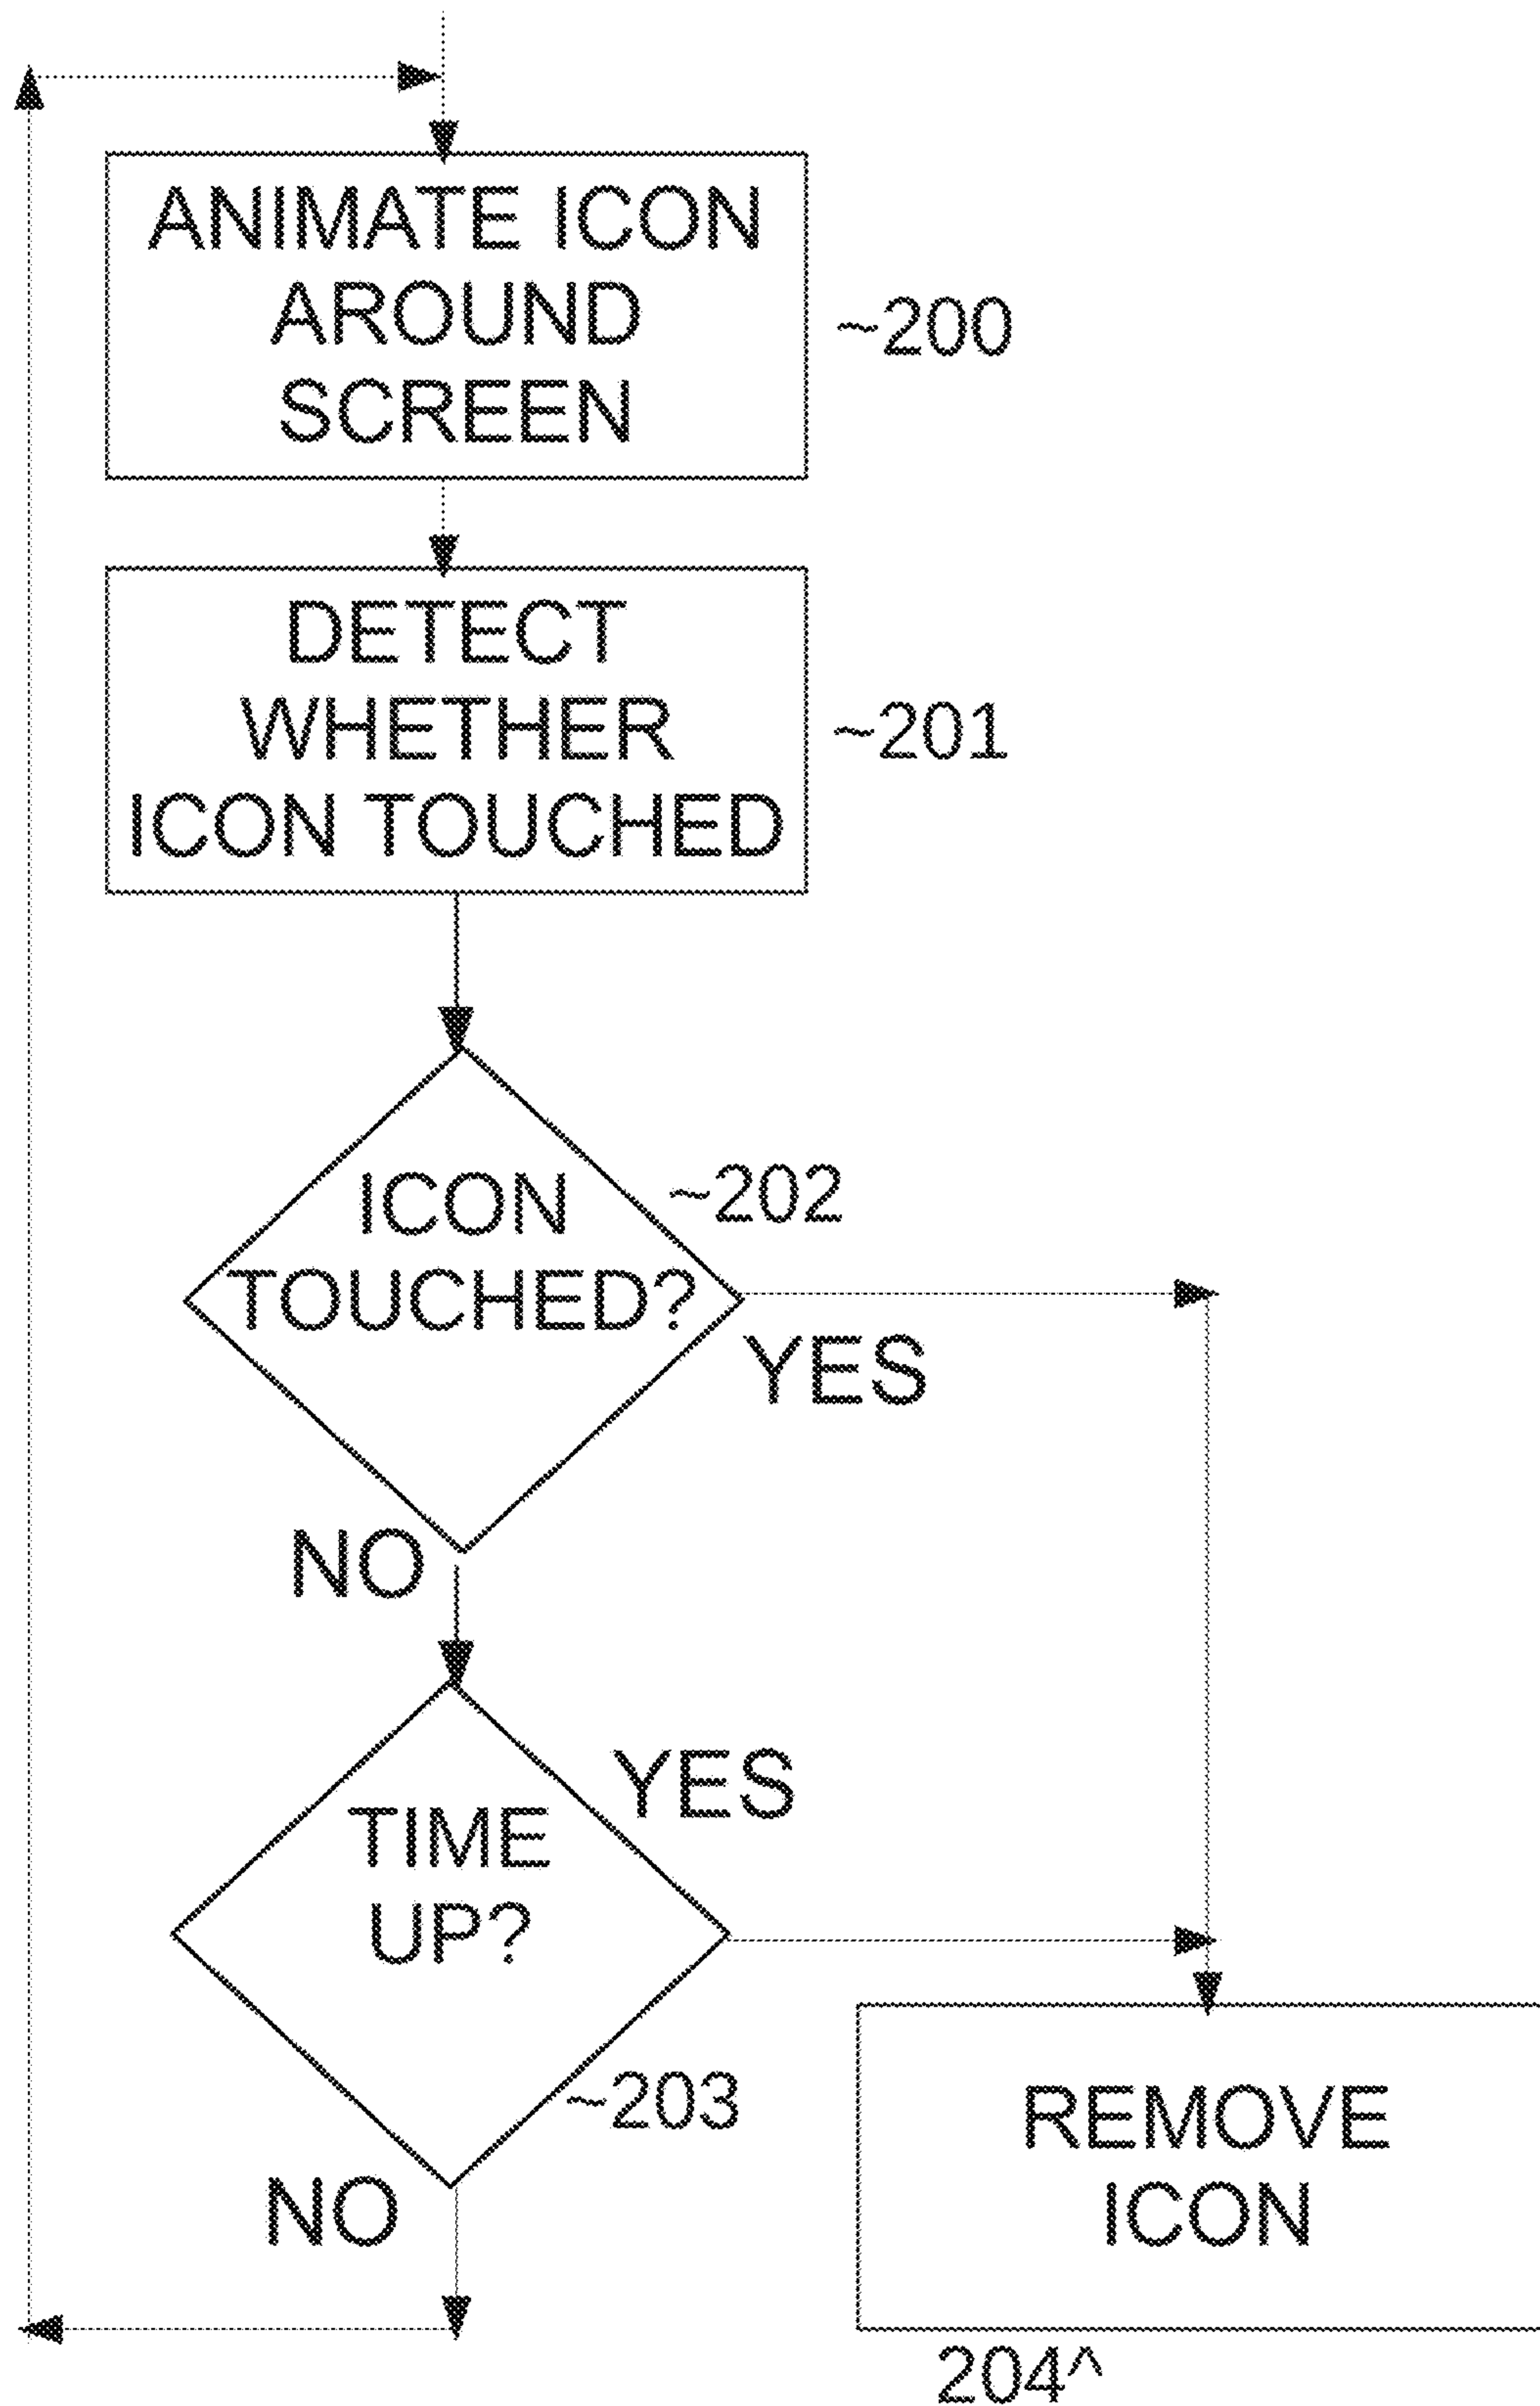 ANIMATE ICON
AROUND
SCREEN
~200
DETECT
WHETHER
ICON TOUCHED
~201
ICON
TOUCHED?
~202
YES
NO
YES
TIME
UP?
~203
NO
REMOVE
ICON
204^